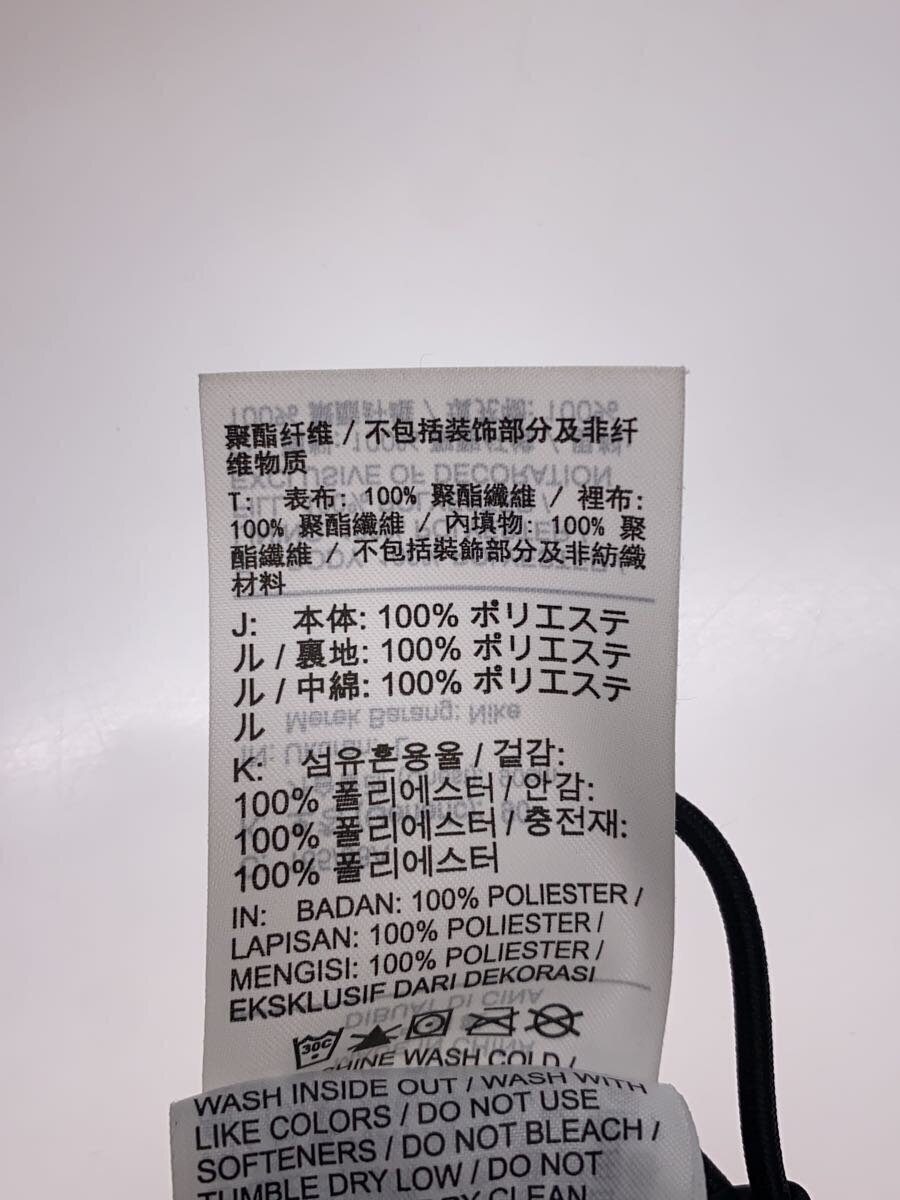 聚酯纤维 / 不包括装饰部分及非纤
维物质
T: 表布: 100% 聚酯纖維 / 裡布:
100% 聚酯纖維 / 內填物: 100% 聚
酯纖維 / 不包括裝飾部分及非紡織
材料
J: 本体: 100% ポリエステ
ル / 裏地: 100% ポリエステ
ル / 中綿: 100% ポリエステ
ル
K: 섬유혼용율 / 겉감:
100% 폴리에스터 / 안감:
100% 폴리에스터 / 충전재:
100% 폴리에스터
IN: BADAN: 100% POLIESTER /
LAPISAN: 100% POLIESTER /
MENGISI: 100% POLIESTER /
EKSKLUSIF DARI DEKORASI
30C
WASH COLD /
WASH INSIDE OUT / WASH WITH
LIKE COLORS / DO NOT USE
SOFTENERS / DO NOT BLEACH /
TUMBLE DRY LOW / DO NOT
DRY CLEAN